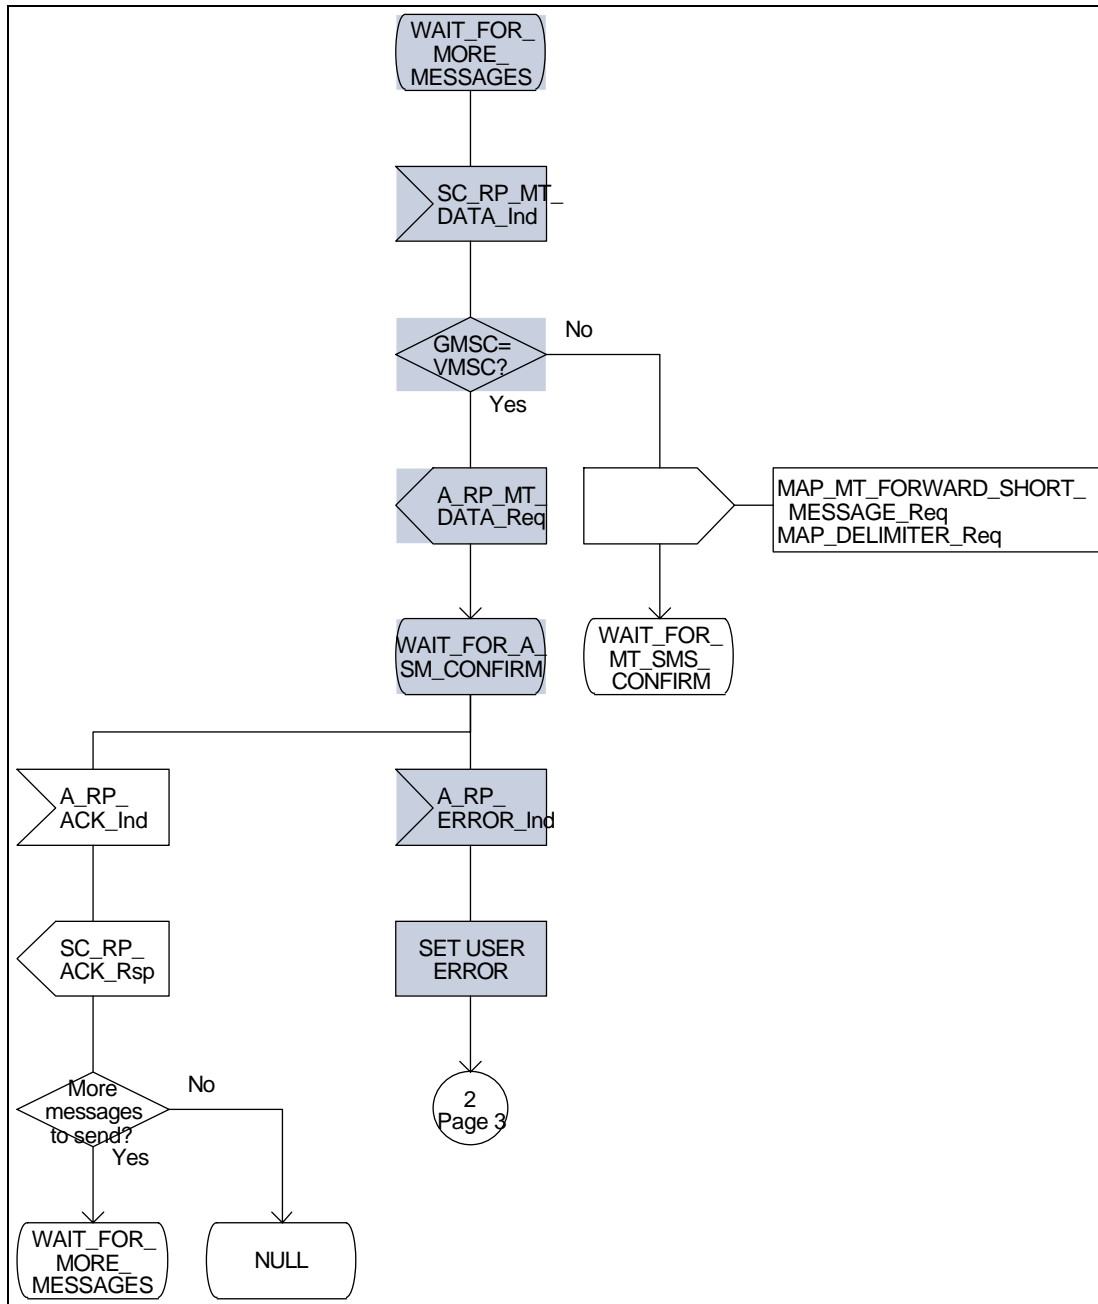 WAIT_FOR_
MORE_
MESSAGES
SC_RP_MT_
DATA_Ind
GMSC=
VMSC?
No
Yes
A_RP_MT_
DATA_Req
MAP_MT_FORWARD_SHORT_
MESSAGE_Req
MAP_DELIMITER_Req
WAIT_FOR_A_
SM_CONFIRM
WAIT_FOR_
MT_SMS_
CONFIRM
A_RP_
ACK_Ind
A_RP_
ERROR_Ind
SC_RP_
ACK_Rsp
SET USER
ERROR
More
messages
to send?
No
Yes
2
Page 3
WAIT_FOR_
MORE_
MESSAGES
NULL